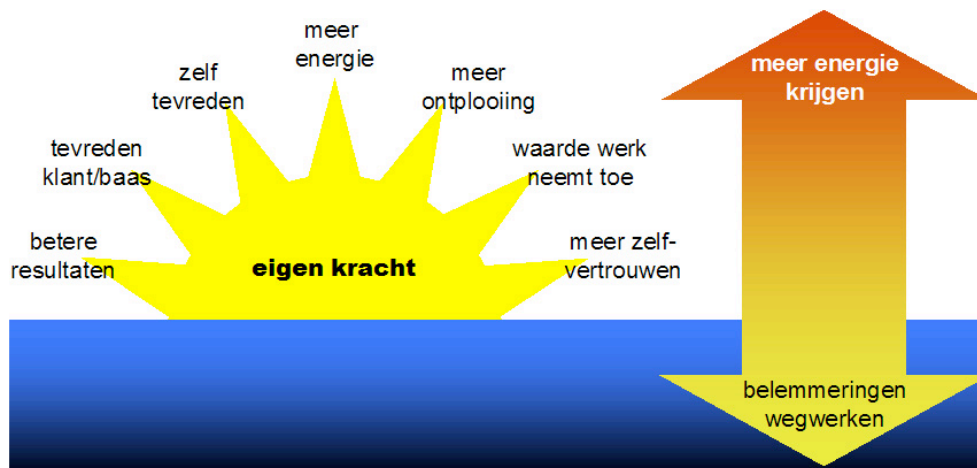 meer
energie
zelf
tevreden
meer
ontplooiing
tevreden
klant/baas
waarde werk
neemt toe
betere
resultaten
meer zelf-
vertrouwen
eigen kracht
meer energie
krijgen
belemmeringen
wegwerken